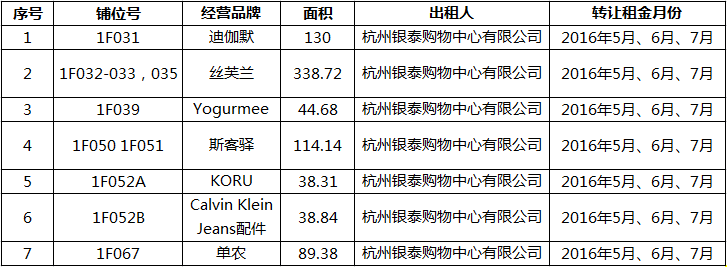 序号 铺位号 经营品牌 面积 出租人 转让租金月份
1 1F031 迪伽默 130 杭州银泰购物中心有限公司 2016年5月、6月、7月
2 1F032-033，035 丝芙兰 338.72 杭州银泰购物中心有限公司 2016年5月、6月、7月
3 1F039 Yogurmee 44.68 杭州银泰购物中心有限公司 2016年5月、6月、7月
4 1F050 1F051 斯客驿 114.14 杭州银泰购物中心有限公司 2016年5月、6月、7月
5 1F052A KORU 38.31 杭州银泰购物中心有限公司 2016年5月、6月、7月
6 1F052B Calvin Klein
Jeans配件 38.84 杭州银泰购物中心有限公司 2016年5月、6月、7月
7 1F067 单农 89.38 杭州银泰购物中心有限公司 2016年5月、6月、7月